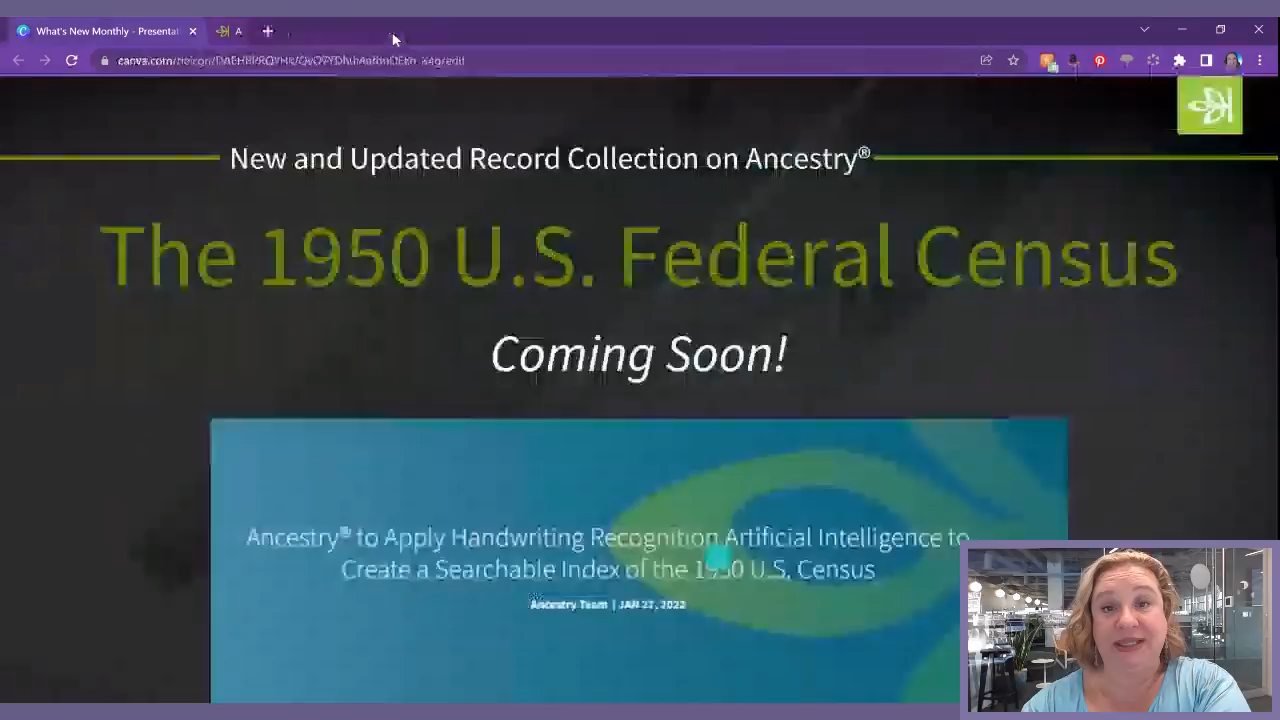 What's New Monthly - Presentat
A
New and Updated Record Collection on Ancestry®
The 1950 U.S. Federal Census
Coming Soon!
Ancestry® to Apply Handwriting Recognition Artificial Intelligence to
Create a Searchable Index of the 1950 U.S. Census
Ancestry Team | JAN 27, 2022